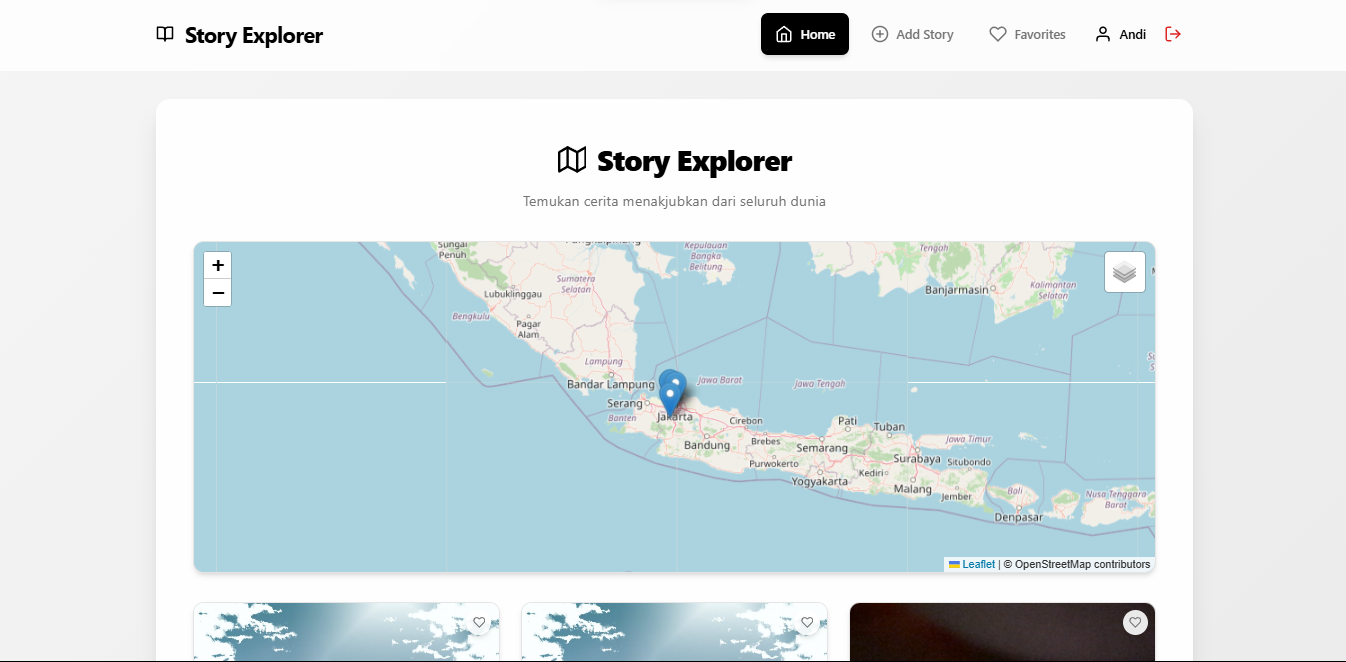 Story Explorer
Home
Add Story
Favorites
Andi
Story Explorer
Temukan cerita menakjubkan dari seluruh dunia
+
−
Sungai
Penuh
Kepulauan
Bangka
Belitung
Tengah
Sumatera
Selatan
Lubuklinggau
Banjarmasin
Kalimantan
Selatan
Bengkulu
Pagar
Alam
Lampung
Bandar Lampung
Jawa Barat
Jawa Tengah
Serang
Banten
Jakarta
Cirebon
Pati
Tuban
Bandung
Brebes
Semarang
Jawa Timur
Purwokerto
Kediri
Surabaya
Situbondo
Yogyakarta
Malang
Jember
Bali
Nusa Tenggara
Barat
Denpasar
Leaflet | © OpenStreetMap contributors